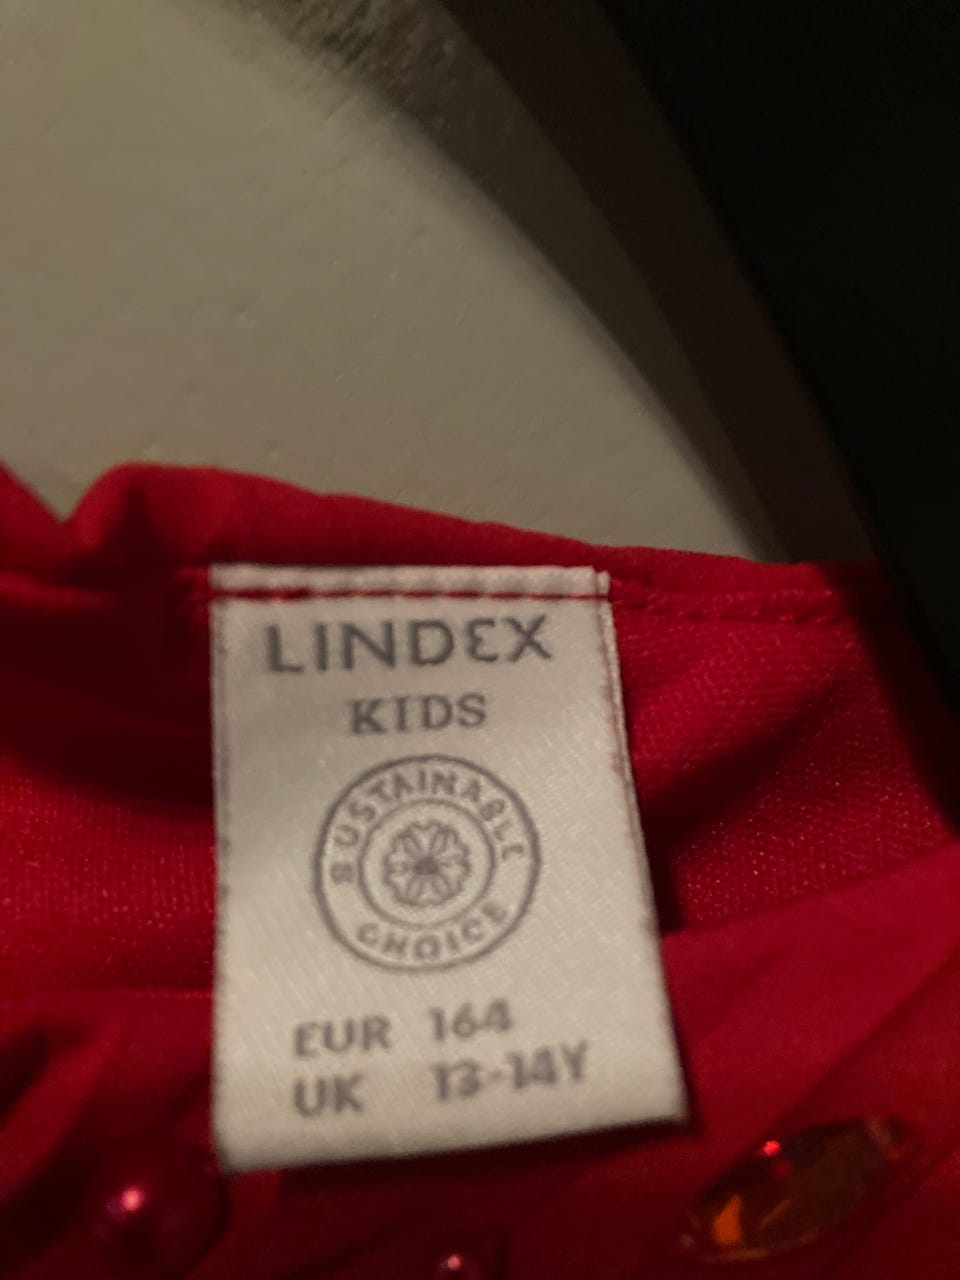 LINDEX
KIDS
SUSTAINABLE
CHOICE
EUR 164
UK 13-14Y